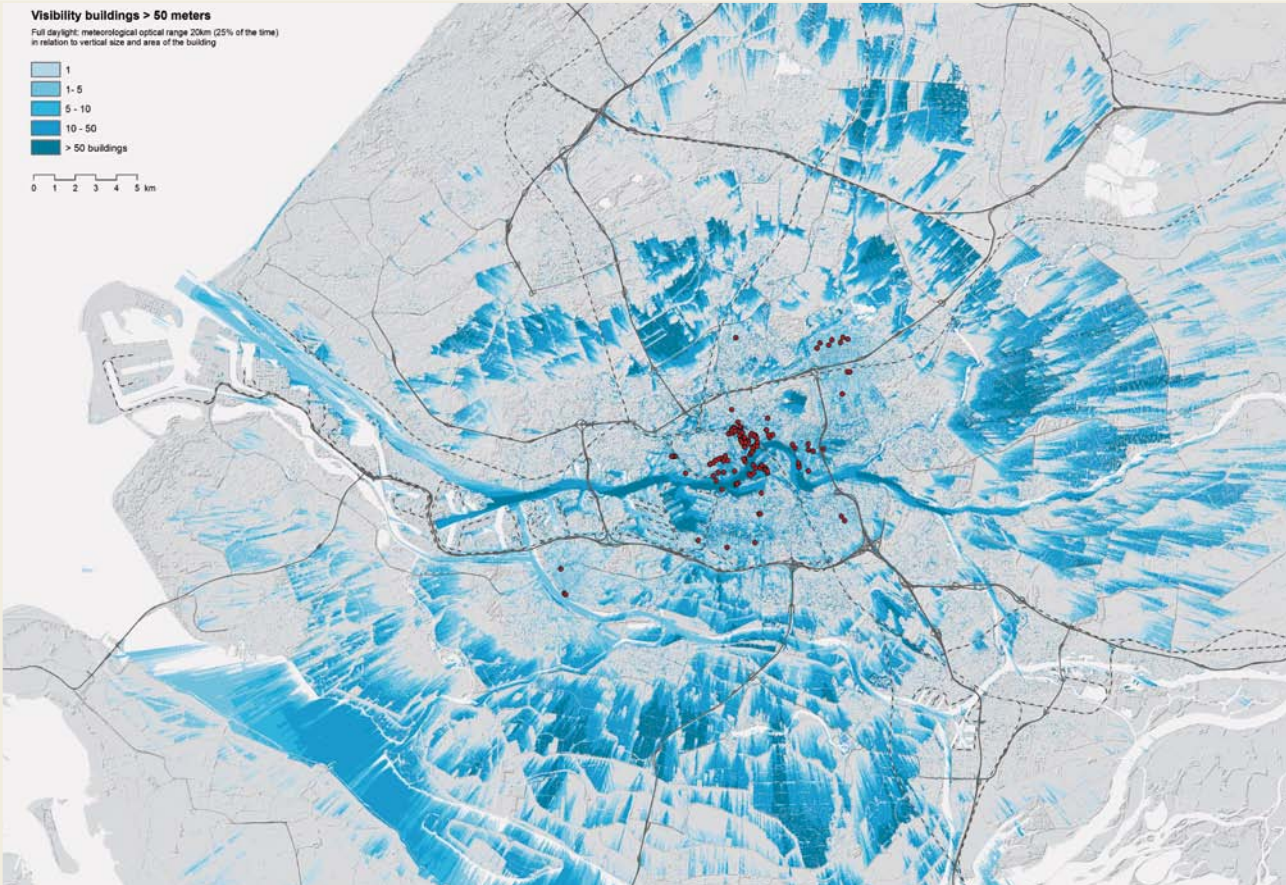 Visibility buildings > 50 meters
Full daylight: meteorological optical range 20km (25% of the time)
in relation to vertical size and area of the building
1
1- 5
5 - 10
10 - 50
> 50 buildings
0 1 2 3 4 5 km